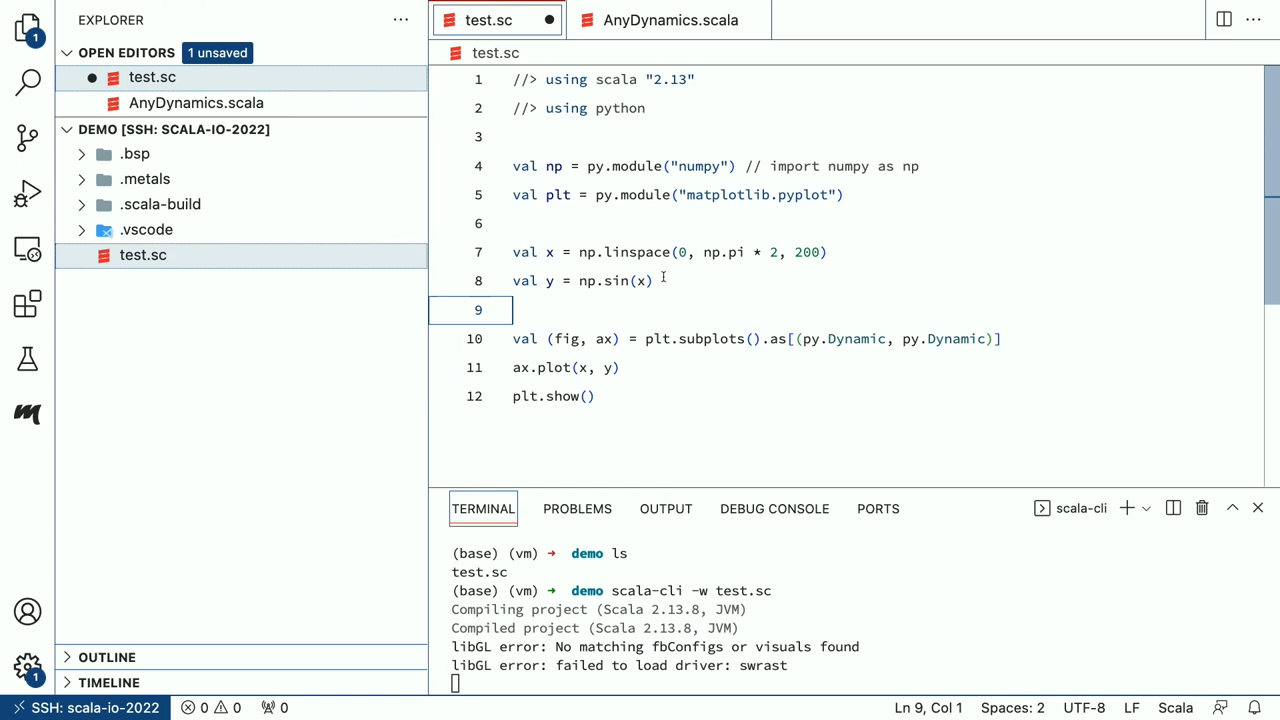 EXPLORER
OPEN EDITORS 1 unsaved
test.sc
AnyDynamics.scala
DEMO [SSH: SCALA-IO-2022]
.bsp
.metals
.scala-build
.vscode
test.sc
OUTLINE
TIMELINE
1
1
test.sc
AnyDynamics.scala
test.sc
1 //> using scala "2.13"
2 //> using python
3
4 val np = py.module("numpy") // import numpy as np
5 val plt = py.module("matplotlib.pyplot")
6
7 val x = np.linspace(0, np.pi * 2, 200)
8 val y = np.sin(x)
9
10 val (fig, ax) = plt.subplots().as[(py.Dynamic, py.Dynamic)]
11 ax.plot(x, y)
12 plt.show()
TERMINAL PROBLEMS OUTPUT DEBUG CONSOLE PORTS scala-cli
(base) (vm) → demo ls
test.sc
(base) (vm) → demo scala-cli -w test.sc
Compiling project (Scala 2.13.8, JVM)
Compiled project (Scala 2.13.8, JVM)
libGL error: No matching fbConfigs or visuals found
libGL error: failed to load driver: swrast
SSH: scala-io-2022 0 0 0 Ln 9, Col 1 Spaces: 2 UTF-8 LF Scala